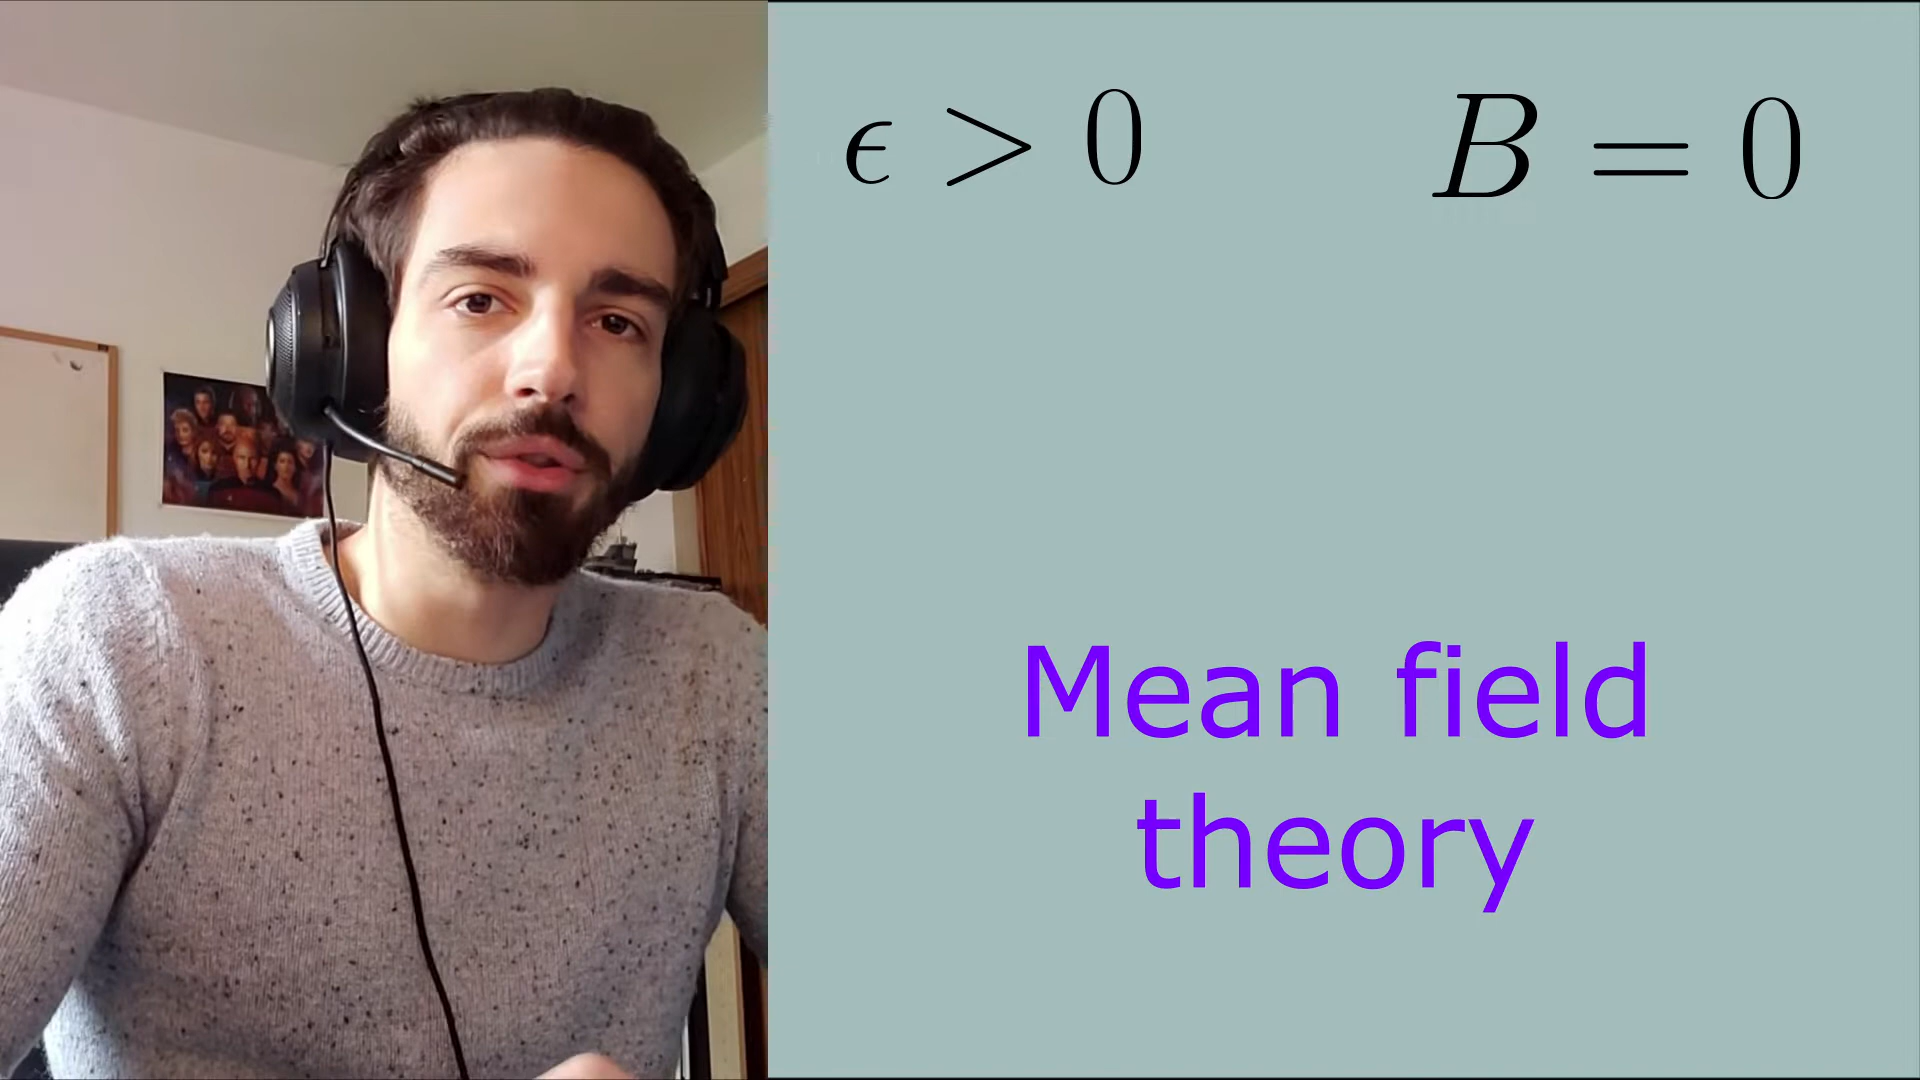 ϵ > 0
B = 0
Mean field
theory